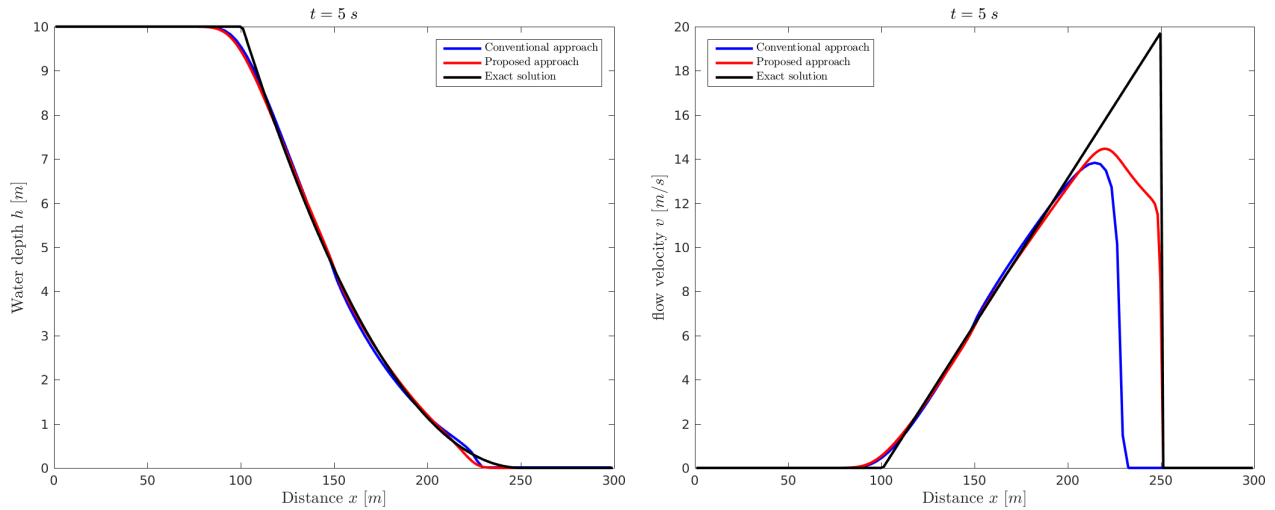 t = 5 s
10
9
8
7
6
5
4
3
2
1
0
Water depth h [m]
Conventional approach
Proposed approach
Exact solution
0 50 100 150 200 250 300
Distance x [m]
t = 5 s
20
18
16
14
12
10
8
6
4
2
0
flow velocity v [m/s]
Conventional approach
Proposed approach
Exact solution
0 50 100 150 200 250 300
Distance x [m]